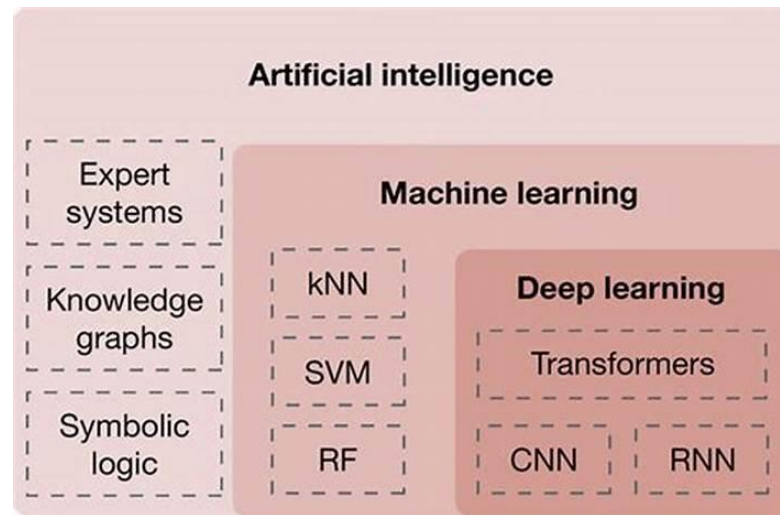 Artificial intelligence
Expert
systems
Knowledge
graphs
Symbolic
logic
Machine learning
kNN
SVM
RF
Deep learning
Transformers
CNN
RNN